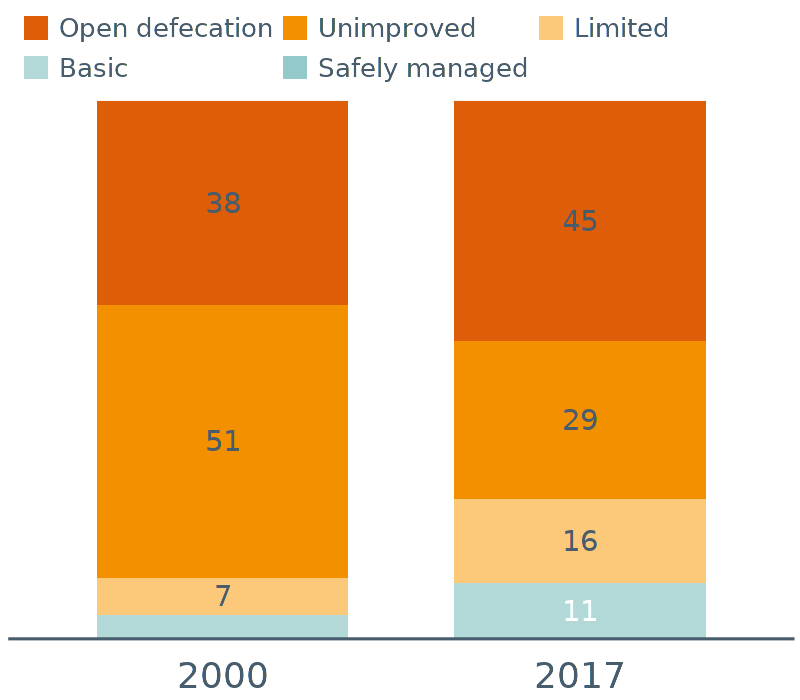 Open defecation Unimproved Limited
Basic Safely managed
38 45
51 29
7 16
11
2000 2017